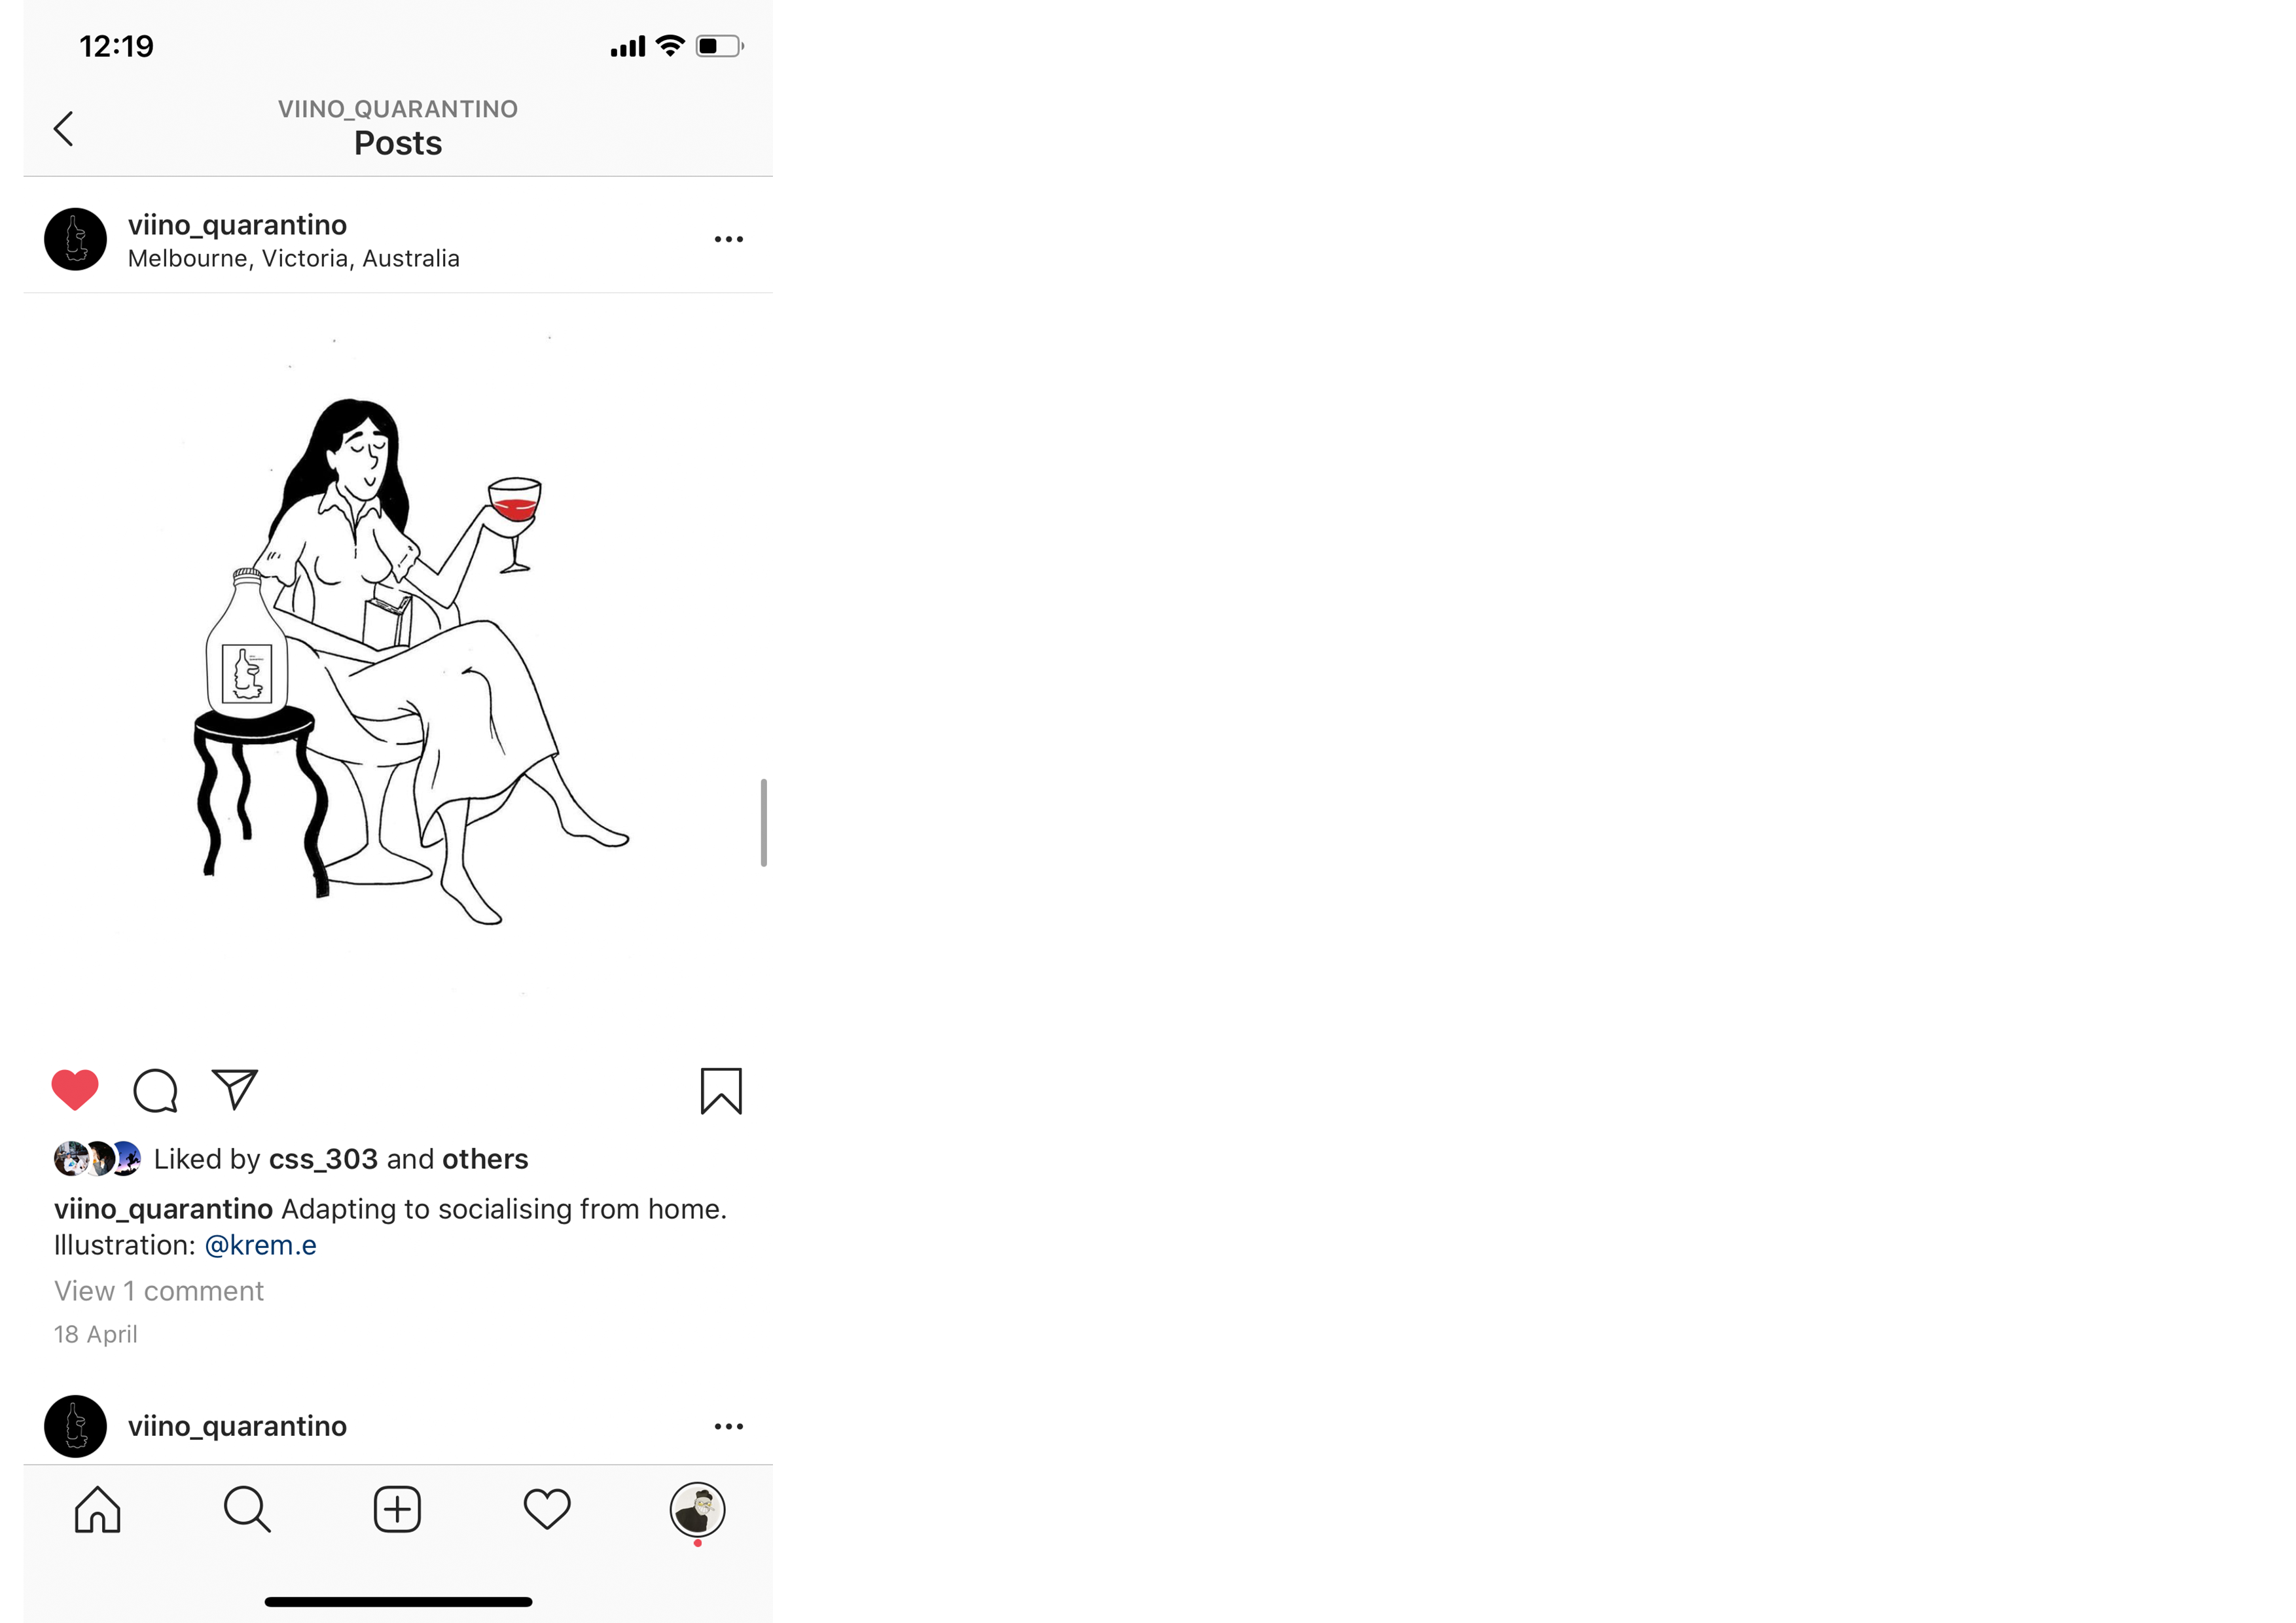 12:19
VIINO_QUARANTINO
Posts
viino_quarantino
Melbourne, Victoria, Australia
Liked by css_303 and others
viino_quarantino Adapting to socialising from home.
Illustration: @krem.e
View 1 comment
18 April
viino_quarantino